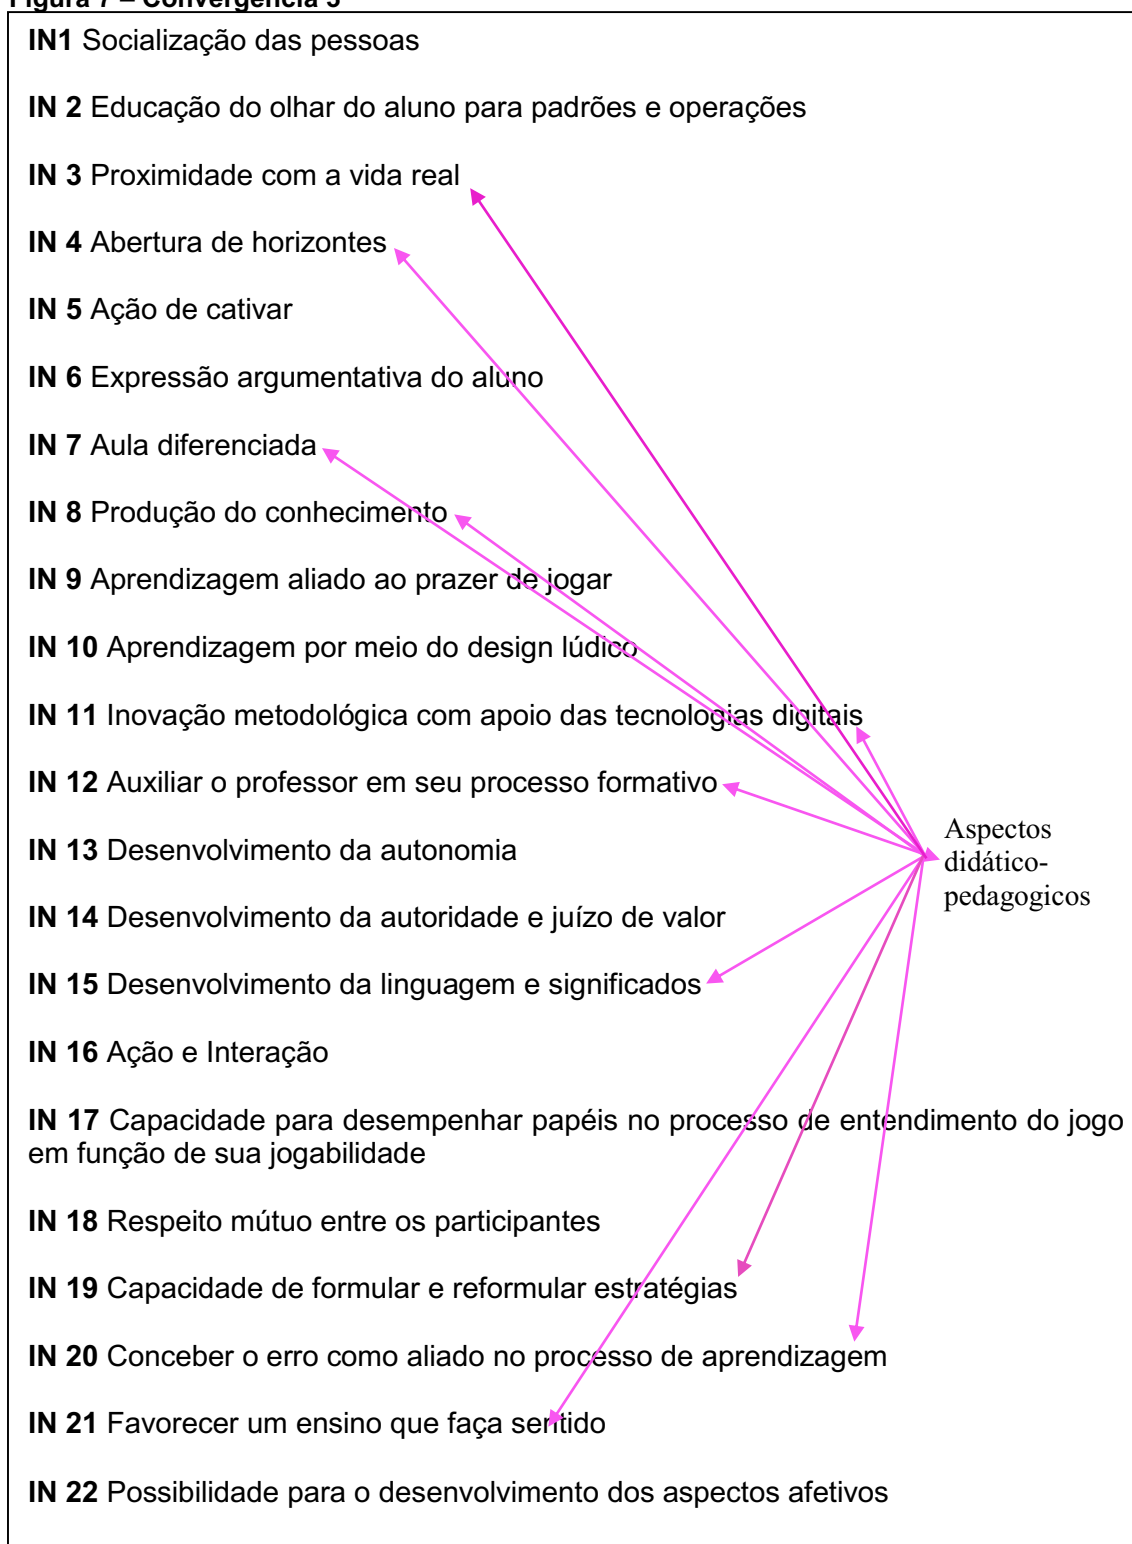 Figura 7 – Convergência 3
IN1 Socialização das pessoas
IN 2 Educação do olhar do aluno para padrões e operações
IN 3 Proximidade com a vida real
IN 4 Abertura de horizontes
IN 5 Ação de cativar
IN 6 Expressão argumentativa do aluno
IN 7 Aula diferenciada
IN 8 Produção do conhecimento
IN 9 Aprendizagem aliado ao prazer de jogar
IN 10 Aprendizagem por meio do design lúdico
IN 11 Inovação metodológica com apoio das tecnologias digitais
IN 12 Auxiliar o professor em seu processo formativo
IN 13 Desenvolvimento da autonomia
IN 14 Desenvolvimento da autoridade e juízo de valor
IN 15 Desenvolvimento da linguagem e significados
IN 16 Ação e Interação
IN 17 Capacidade para desempenhar papéis no processo de entendimento do jogo
em função de sua jogabilidade
IN 18 Respeito mútuo entre os participantes
IN 19 Capacidade de formular e reformular estratégias
IN 20 Conceber o erro como aliado no processo de aprendizagem
IN 21 Favorecer um ensino que faça sentido
IN 22 Possibilidade para o desenvolvimento dos aspectos afetivos
Aspectos
didático-
pedagogicos